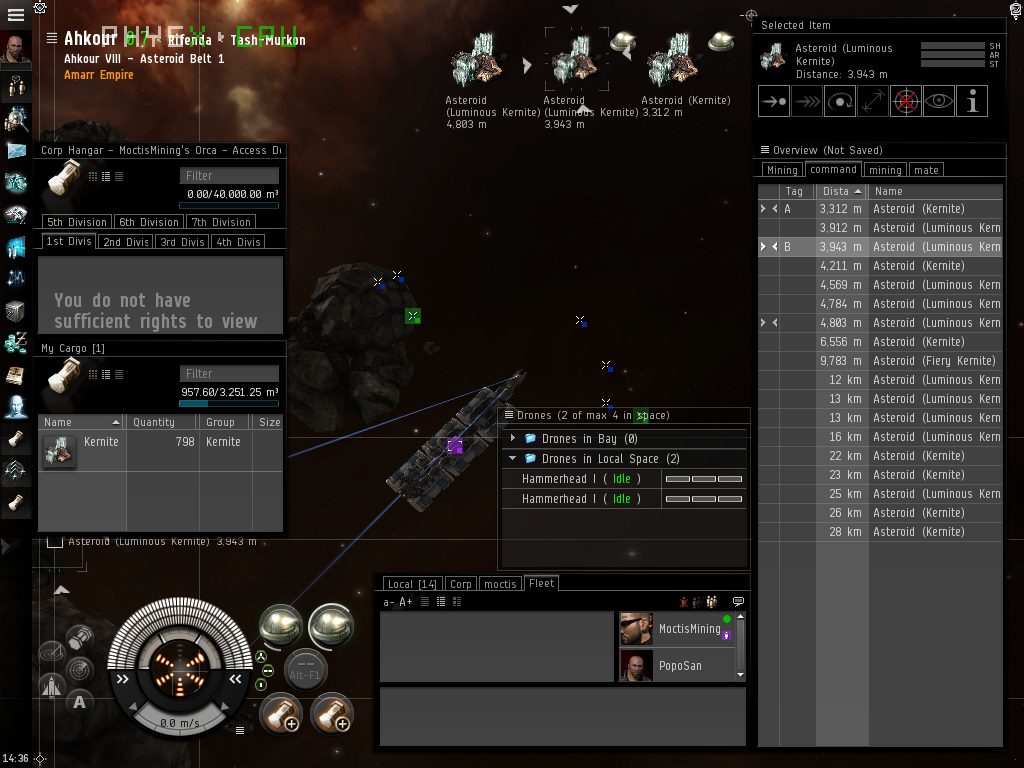 Ahkour 0.7 < Rifenda < Tash-Murkon
Ahkour VIII - Asteroid Belt 1
Amarr Empire
Asteroid
(Luminous Kernite)
4,803 m
Asteroid
(Luminous Kernite)
3,943 m
Asteroid (Kernite)
3,312 m
Selected Item
Asteroid (Luminous
Kernite)
Distance: 3,943 m
SH
AR
ST
Overview (Not Saved)
Mining command mining mate
Tag Dista Name
A 3,312 m Asteroid (Kernite)
3,912 m Asteroid (Luminous Kern
B 3,943 m Asteroid (Luminous Kern
4,211 m Asteroid (Kernite)
4,569 m Asteroid (Luminous Kern
4,784 m Asteroid (Luminous Kern
4,803 m Asteroid (Luminous Kern
6,556 m Asteroid (Kernite)
9,783 m Asteroid (Fiery Kernite)
12 km Asteroid (Luminous Kern
13 km Asteroid (Luminous Kern
13 km Asteroid (Luminous Kern
16 km Asteroid (Luminous Kern
22 km Asteroid (Kernite)
23 km Asteroid (Kernite)
25 km Asteroid (Luminous Kern
26 km Asteroid (Kernite)
28 km Asteroid (Kernite)
Corp Hangar - MoctisMining's Orca - Access Di
Filter
0.00/40,000.00 m³
5th Division 6th Division 7th Division
1st Divis 2nd Divis 3rd Divis 4th Divis
You do not have
sufficient rights to view
My Cargo [1]
Filter
957.60/3,251.25 m³
Name Quantity Group Size
Kernite 798 Kernite
Asteroid (Luminous Kernite) 3,943 m
Drones (2 of max 4 in space)
Drones in Bay (0)
Drones in Local Space (2)
Hammerhead I ( Idle )
Hammerhead I ( Idle )
Local [14] Corp moctis Fleet
a- A+
MoctisMining
PopoSan
Alt-F1
A
0.0 m/s
14:36